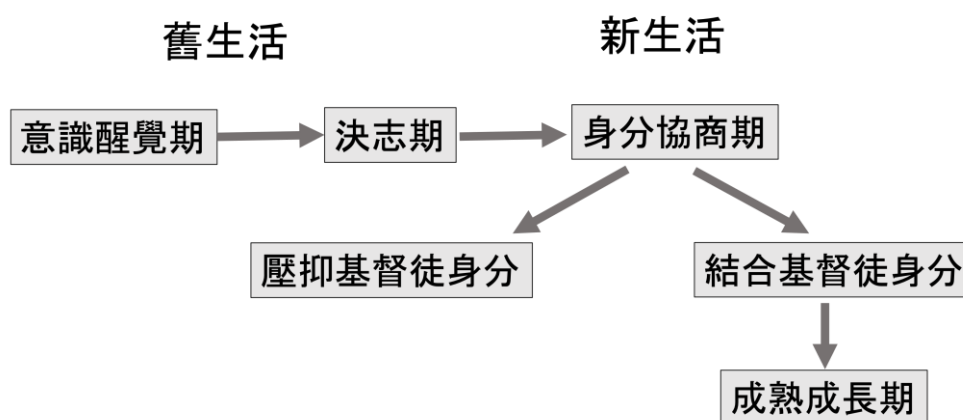 舊生活
新生活
意識醒覺期
決志期
身分協商期
壓抑基督徒身分
結合基督徒身分
成熟成長期